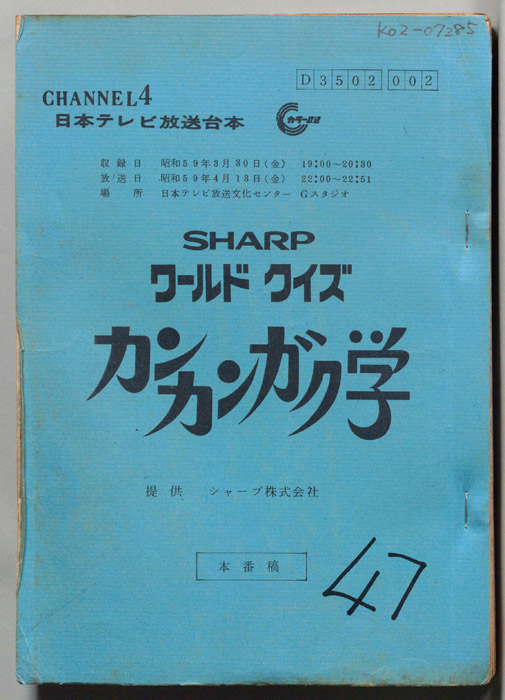 K02-07285
D3502 002
CHANNEL4
日本テレビ放送台本 カラー放送
収録日 昭和59年3月30日(金) 19:00~20:30
放送日 昭和59年4月13日(金) 22:00~22:51
場所 日本テレビ放送文化センター Gスタジオ
SHARP
ワールド クイズ
カンカンガク学
提供 シャープ株式会社
本番稿
47